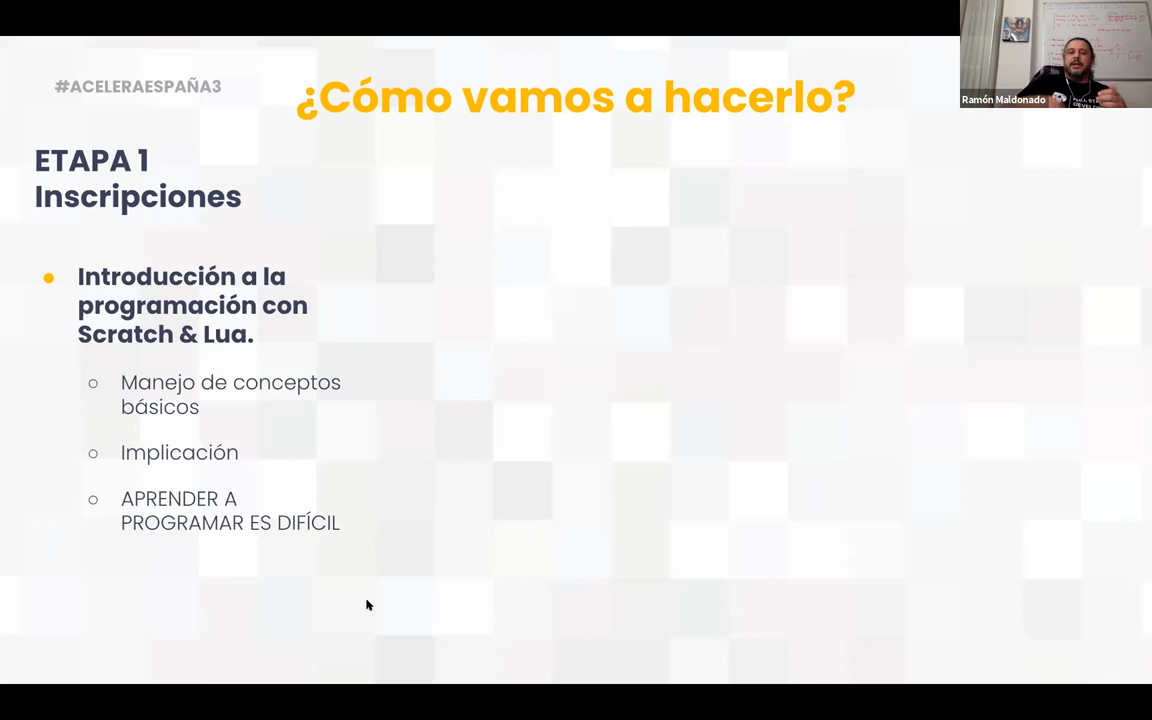 #ACELERAESPAÑA3
¿Cómo vamos a hacerlo?
Ramón Maldonado
ETAPA 1
Inscripciones
Introducción a la
programación con
Scratch & Lua.
Manejo de conceptos
básicos
Implicación
APRENDER A
PROGRAMAR ES DIFÍCIL